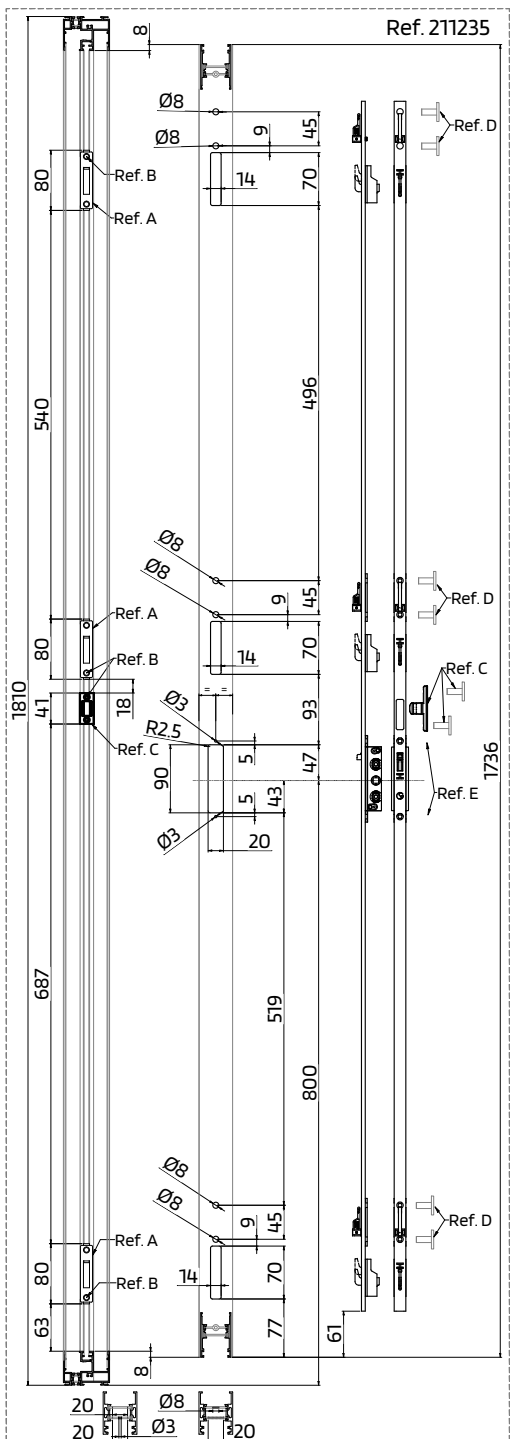 Ref. 211235
8
Ø8
45
Ref. D
Ø8
9
80
Ref. B
14
70
Ref. A
540
496
Ø8
45
Ø8
9
Ref. D
Ref. A
80
14
70
Ref. B
Ref. C
1810
41
18
=
=
93
1736
Ref. C
Ø3
R2.5
5
47
90
Ref. E
5
43
Ø3
20
687
519
800
Ø8
45
Ø8
9
Ref. D
Ref. A
80
14
70
Ref. B
63
77
61
8
20
Ø8
20
Ø3
20